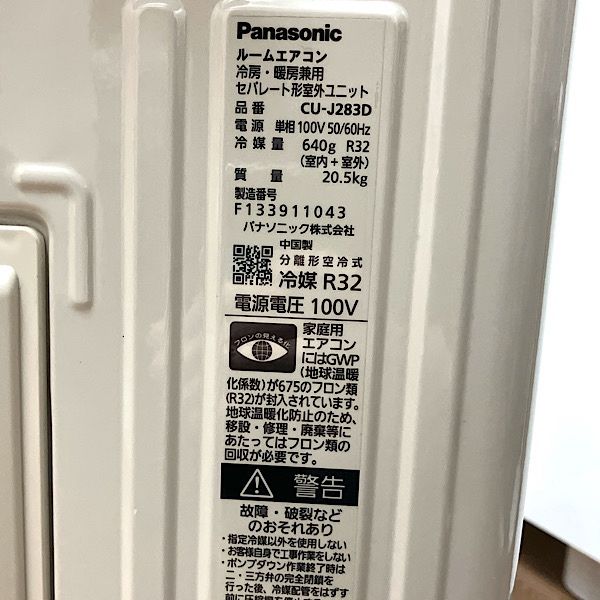 Panasonic
ルームエアコン
冷房・暖房兼用
セパレート形室外ユニット
品番 CU-J283D
電源 単相100V 50/60Hz
冷媒量 640g R32
(室内+室外)
質量 20.5kg
製造番号
F133911043
パナソニック株式会社
中国製
分離形空冷式
冷媒 R32
電源電圧 100V
フロンの見える化
家庭用
エアコン
にはGWP
(地球温暖
化係数)が675のフロン類
(R32)が封入されています。
地球温暖化防止のため、
移設・修理・廃棄等に
あたってはフロン類の
回収が必要です。
警告
故障・破裂など
のおそれあり
・指定冷媒以外を使用しない
・お客様自身で工事作業をしない
・ポンプダウン作業終了時は
二・三方弁の完全閉鎖を
行った後、冷媒配管をはずす
前に圧縮機を停止する